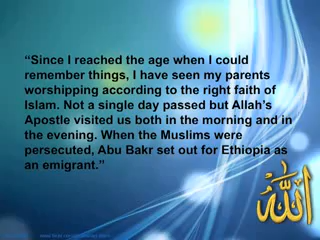 “Since I reached the age when I could
remember things, I have seen my parents
worshipping according to the right faith of
Islam. Not a single day passed but Allah’s
Apostle visited us both in the morning and in
the evening. When the Muslims were
persecuted, Abu Bakr set out for Ethiopia as
an emigrant.”
الله